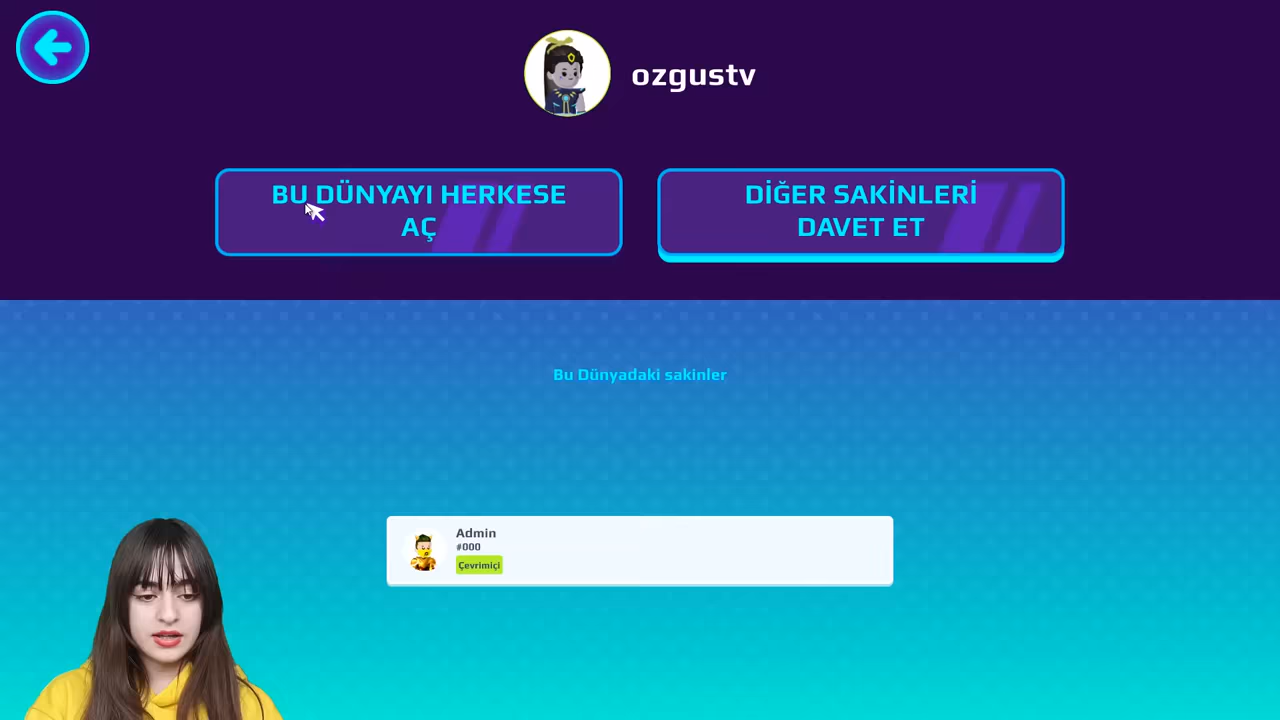 ozgustv
BU DÜNYAYI HERKESE
AÇ
DİĞER SAKİNLERİ
DAVET ET
Bu Dünyadaki sakinler
Admin
#000
Çevrimiçi